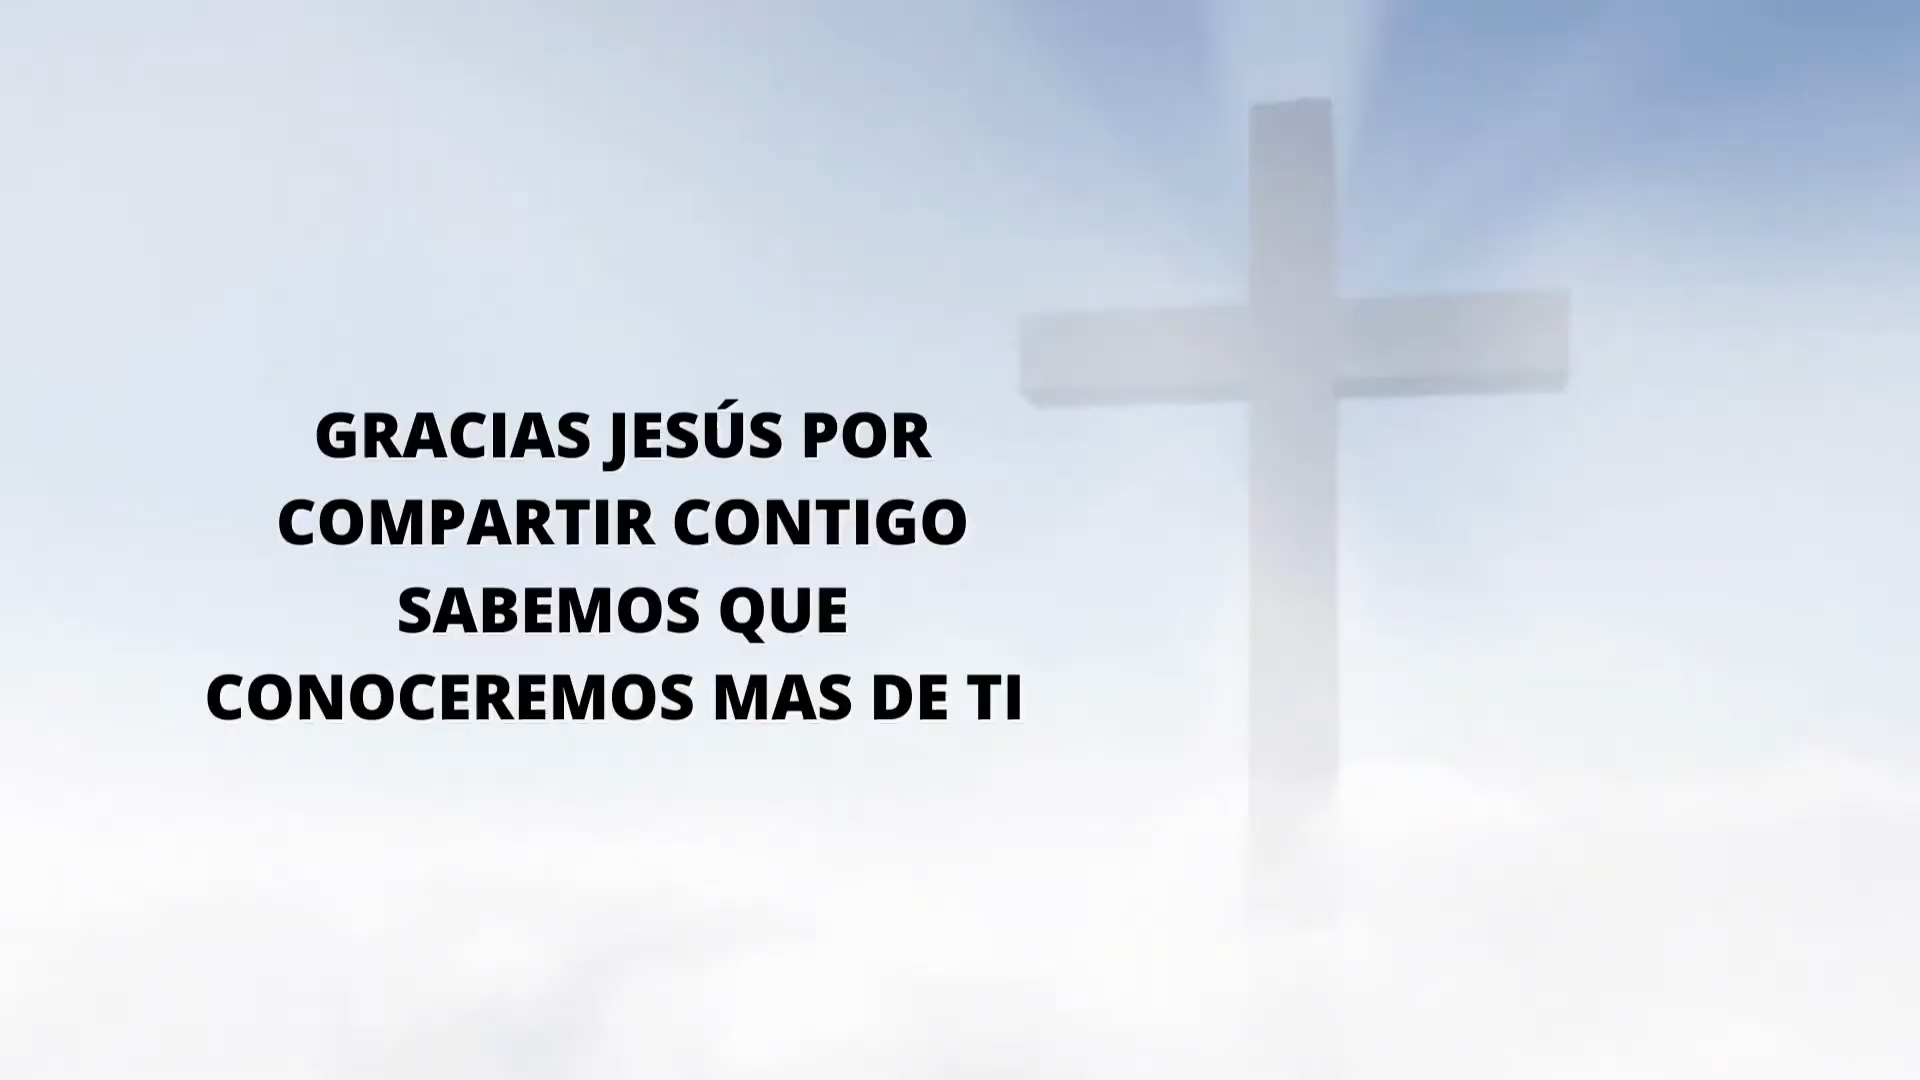 GRACIAS JESÚS POR
COMPARTIR CONTIGO
SABEMOS QUE
CONOCEREMOS MAS DE TI